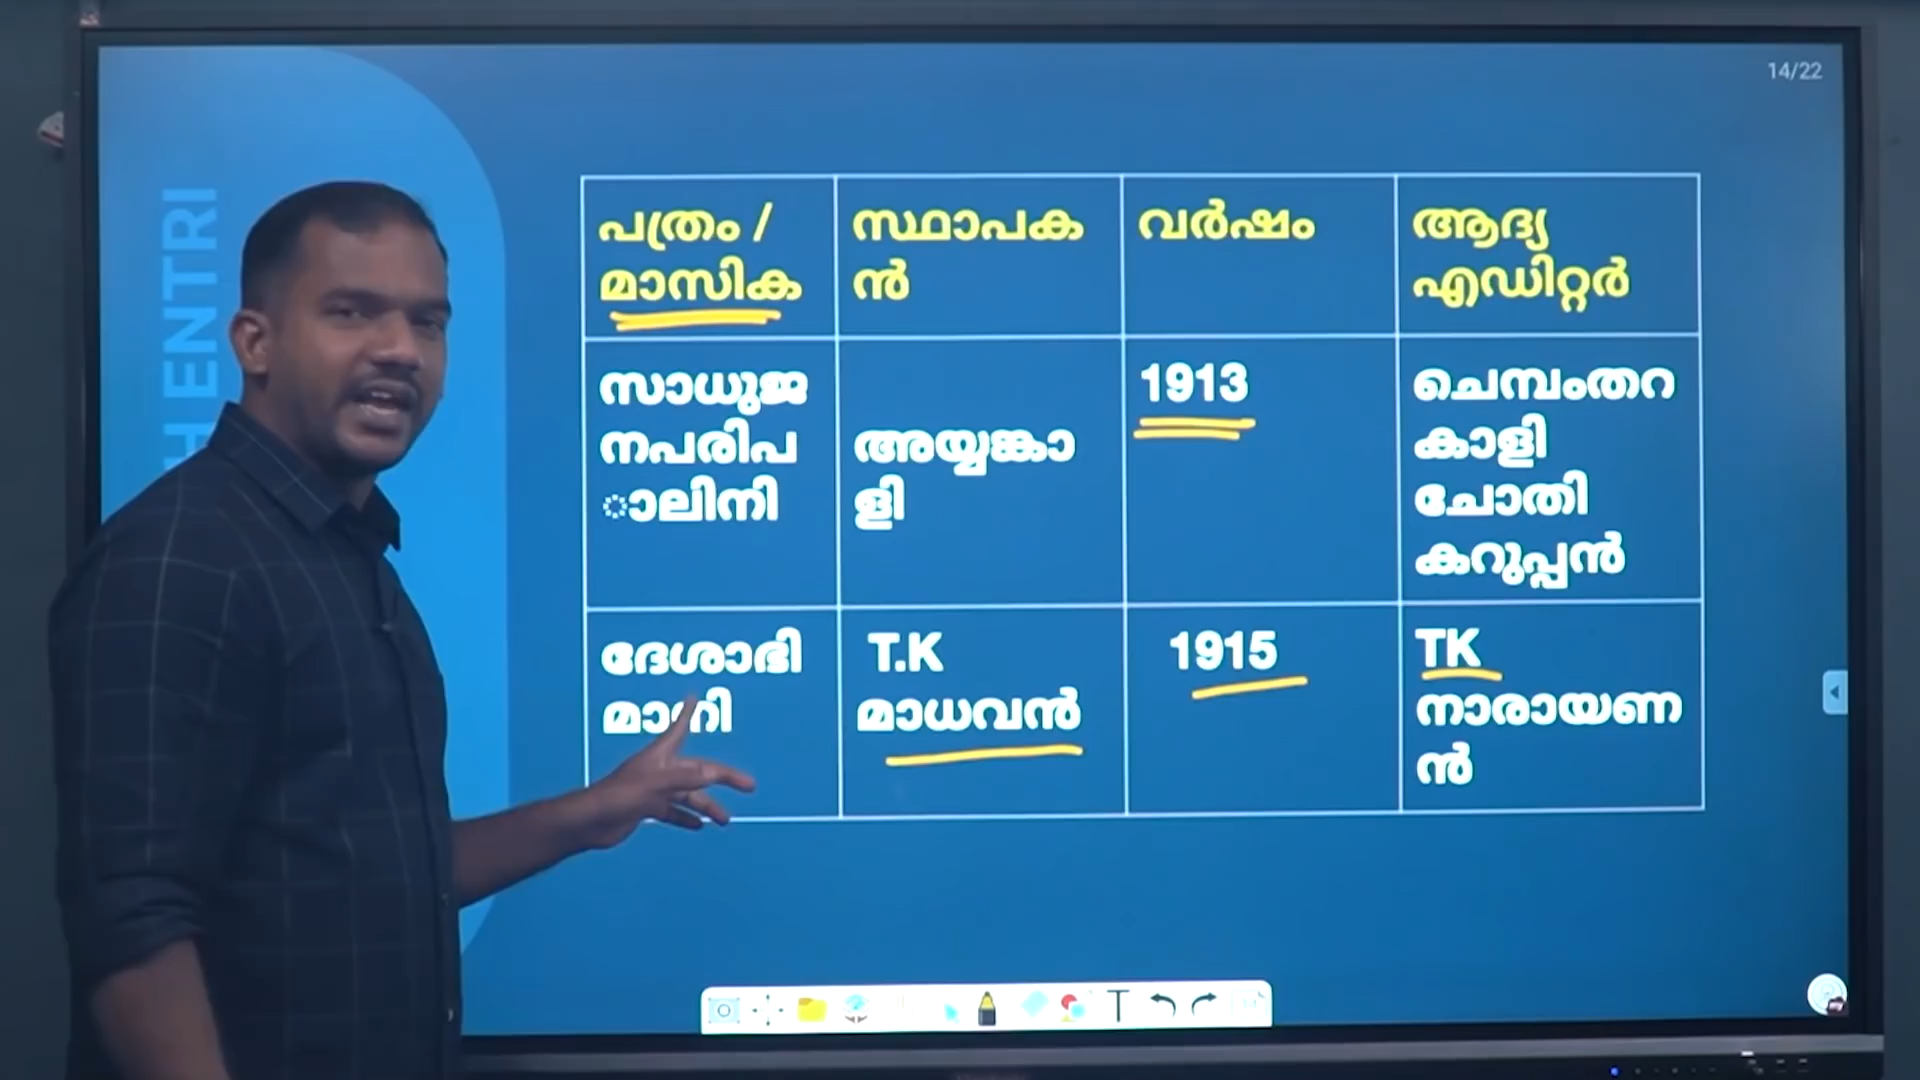 14/22
H ENTRI
പത്രം / മാസിക
സ്ഥാപകൻ
വർഷം
ആദ്യ എഡിറ്റർ
സാധുജ
നപരിപ
ാലിനി
അയ്യങ്കാ
ളി
1913
ചെമ്പംതറ
കാളി
ചോതി
കറുപ്പൻ
ദേശാഭി
മാനി
T.K
മാധവൻ
1915
TK
നാരായണ
ൻ
T